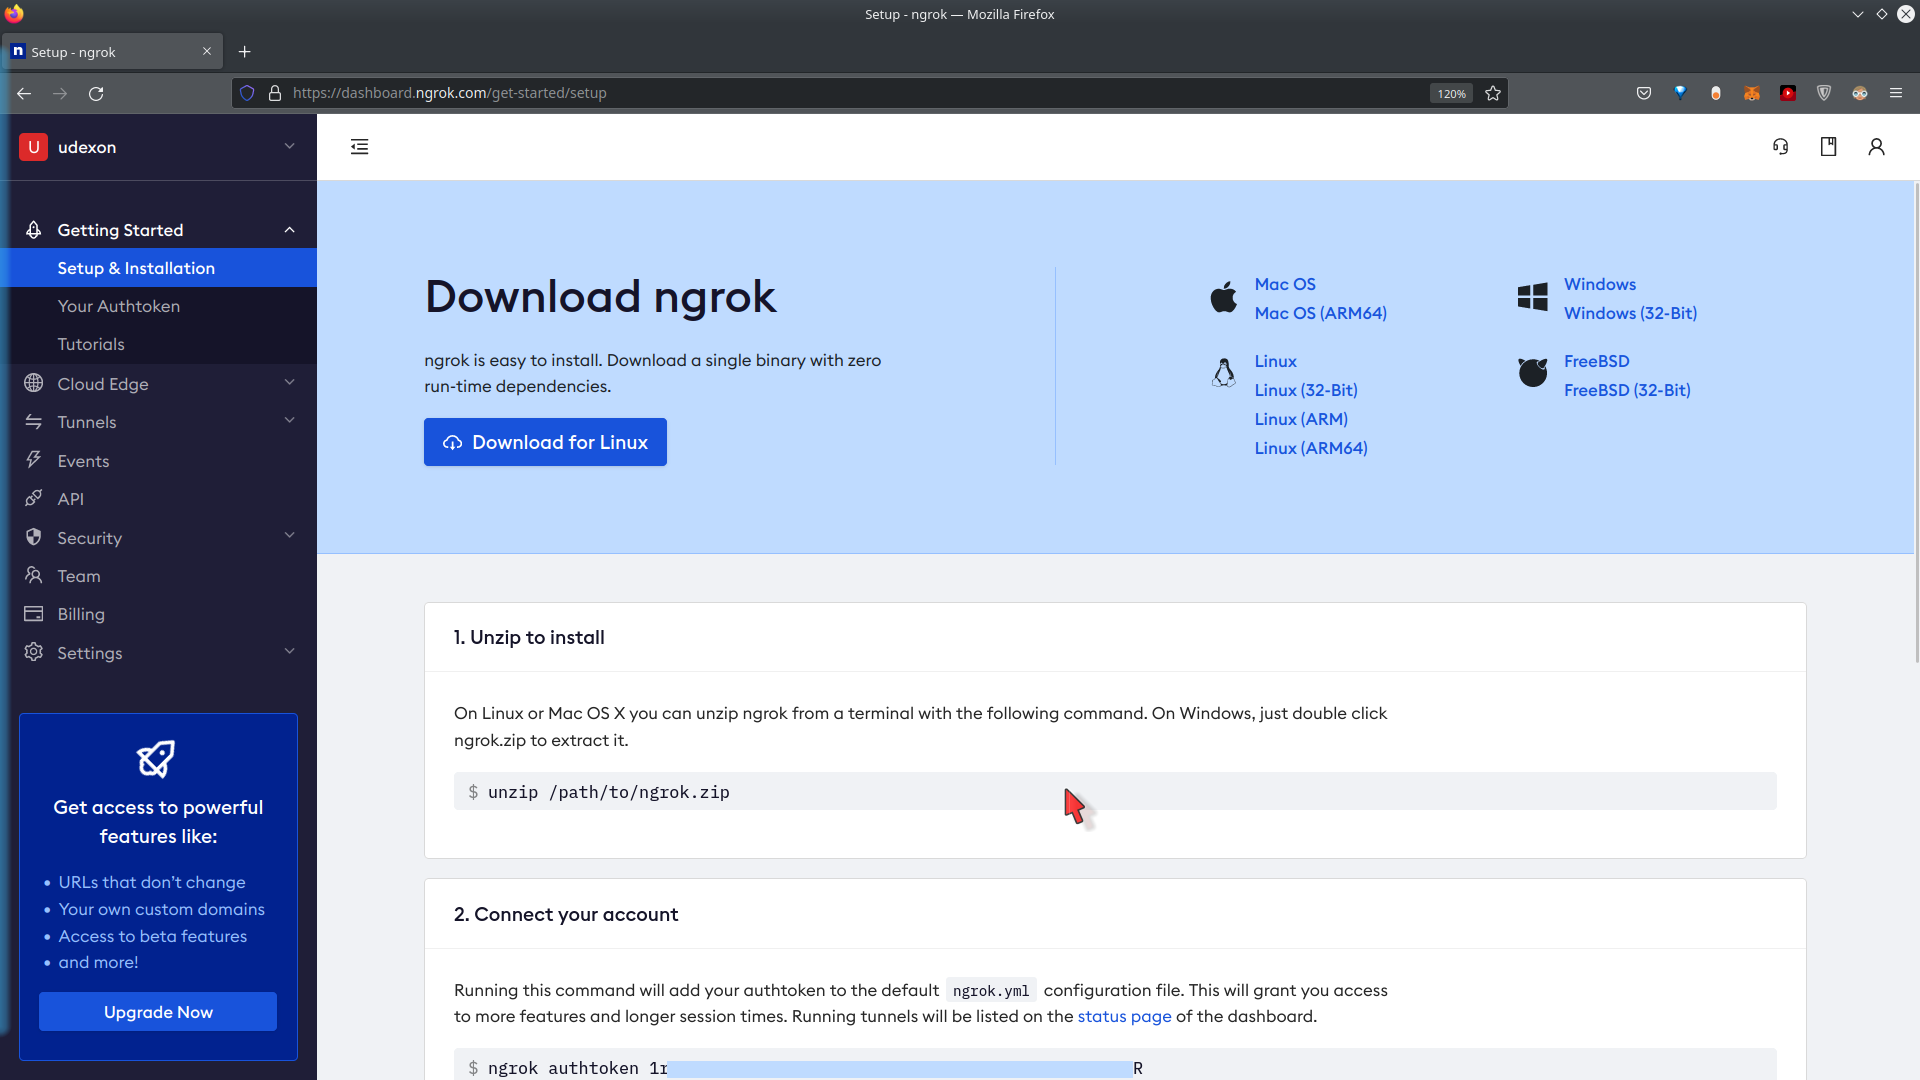 Setup - ngrok — Mozilla Firefox
n Setup - ngrok
https://dashboard.ngrok.com/get-started/setup
120%
U udexon
Getting Started
Setup & Installation
Your Authtoken
Tutorials
Cloud Edge
Tunnels
Events
API
Security
Team
Billing
Settings
Get access to powerful
features like:
• URLs that don't change
• Your own custom domains
• Access to beta features
• and more!
Upgrade Now
Download ngrok
ngrok is easy to install. Download a single binary with zero
run-time dependencies.
Download for Linux
Mac OS
Mac OS (ARM64)
Linux
Linux (32-Bit)
Linux (ARM)
Linux (ARM64)
Windows
Windows (32-Bit)
FreeBSD
FreeBSD (32-Bit)
1. Unzip to install
On Linux or Mac OS X you can unzip ngrok from a terminal with the following command. On Windows, just double click
ngrok.zip to extract it.
$ unzip /path/to/ngrok.zip
2. Connect your account
Running this command will add your authtoken to the default ngrok.yml configuration file. This will grant you access
to more features and longer session times. Running tunnels will be listed on the status page of the dashboard.
$ ngrok authtoken 1r R